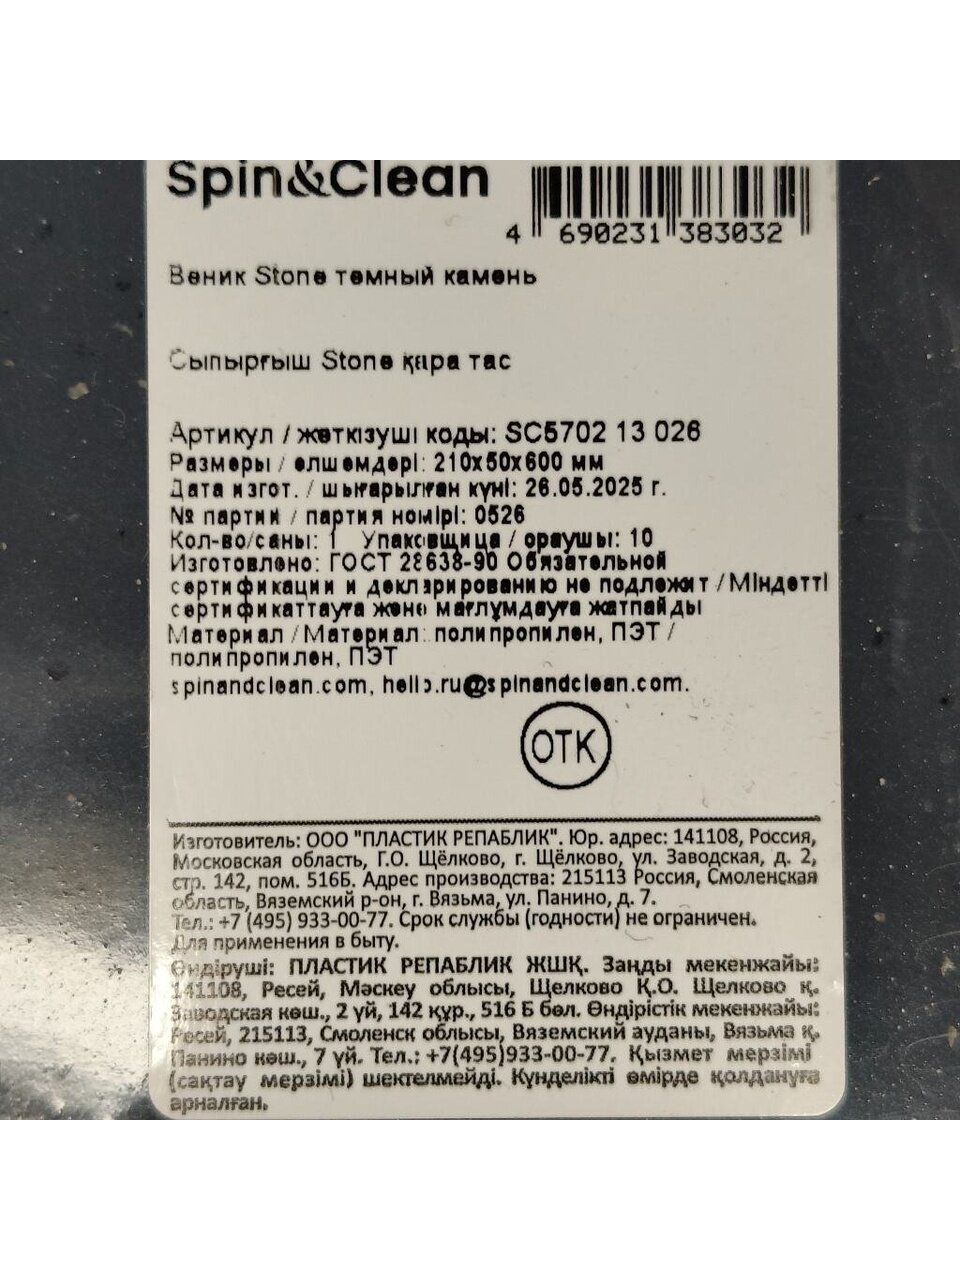 Spin&Clean
4 690231 383032
Веник Stone темный камень
Сыпырғыш Stone қара тас
Артикул / жеткізуші коды: SC5702 13 026
Размеры / өлшемдері: 210х50х600 мм
Дата изгот. / шығарылған күні: 26.05.2025 г.
№ партии / партия номірі: 0526
Кол-во/саны: 1 Упаковщица / ораушы: 10
Изготовлено: ГОСТ 28638-90 Обязательной
сертификации и декларированию не подлежит / Міндетті
сертификаттауға және мағлұмдауға жатпайды
Материал / Материал: полипропилен, ПЭТ /
полипропилен, ПЭТ
spinandclean.com, hello.ru@spinandclean.com.
ОТК
Изготовитель: ООО "ПЛАСТИК РЕПАБЛИК". Юр. адрес: 141108, Россия,
Московская область, Г.О. Щёлково, г. Щёлково, ул. Заводская, д. 2,
стр. 142, пом. 516Б. Адрес производства: 215113 Россия, Смоленская
область, Вяземский р-он, г. Вязьма, ул. Панино, д. 7.
Тел.: +7 (495) 933-00-77. Срок службы (годности) не ограничен.
Для применения в быту.
Өндіруші: ПЛАСТИК РЕПАБЛИК ЖШҚ. Заңды мекенжайы:
141108, Ресей, Мәскеу облысы, Щелково Қ.О. Щелково қ.
Заводская көш., 2 үй, 142 құр., 516 Б бөл. Өндірістік мекенжайы:
Ресей, 215113, Смоленск облысы, Вяземский ауданы, Вязьма қ.
Панино көш., 7 үй. Тел.: +7(495)933-00-77. Қызмет мерзімі
(сақтау мерзімі) шектелмейді. Күнделікті өмірде қолдануға
арналған.